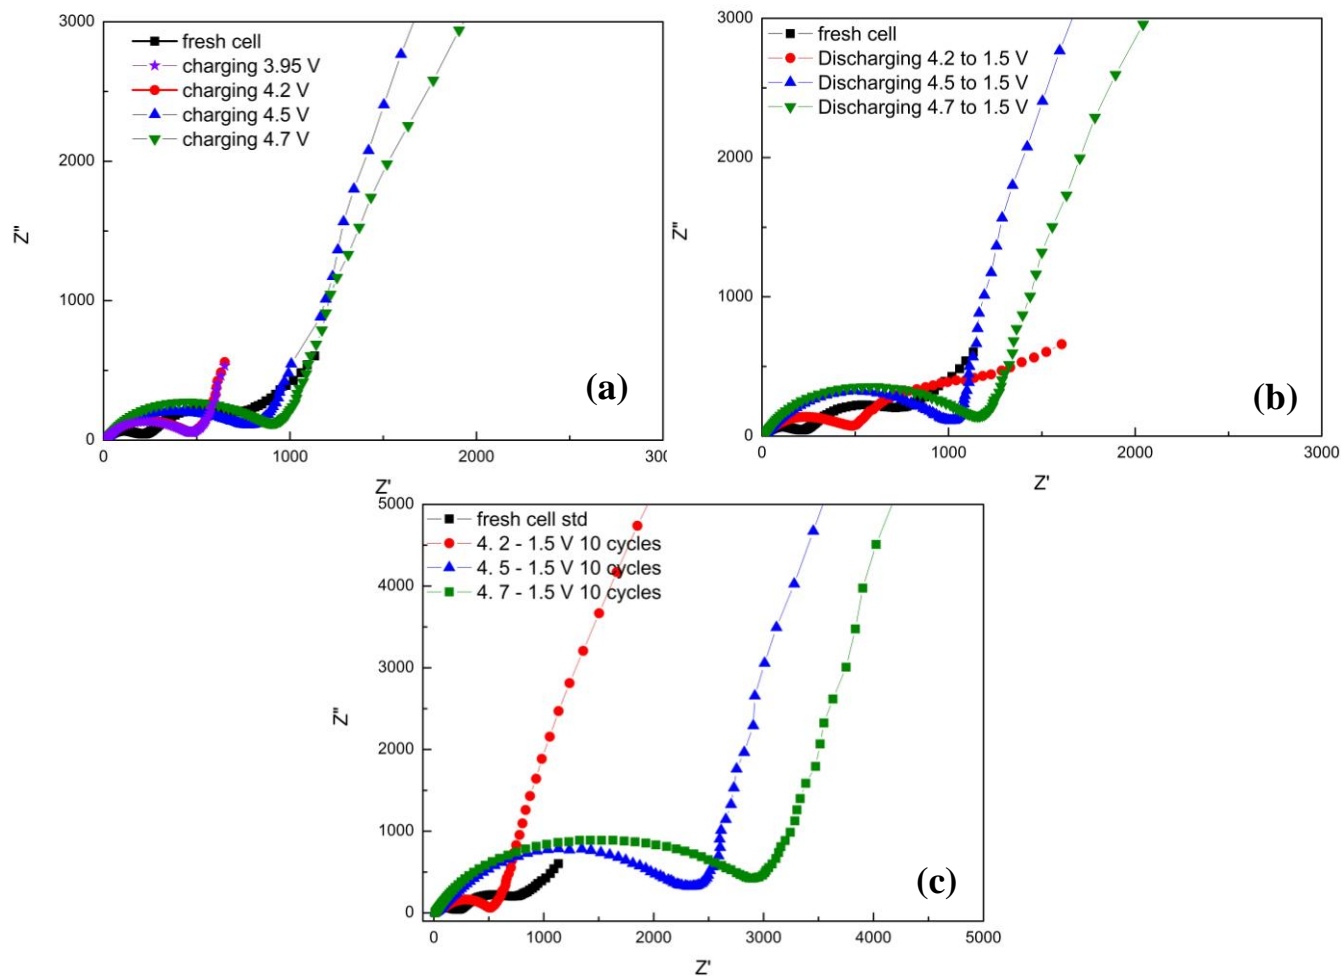 3000
2000
1000
0
Z"
fresh cell
charging 3.95 V
charging 4.2 V
charging 4.5 V
charging 4.7 V
(a)
0
1000
2000
300
Z'
3000
2000
1000
0
Z"
fresh cell
Discharging 4.2 to 1.5 V
Discharging 4.5 to 1.5 V
Discharging 4.7 to 1.5 V
(b)
0
1000
2000
3000
Z'
5000
4000
3000
2000
1000
0
Z"
fresh cell std
4. 2 - 1.5 V 10 cycles
4. 5 - 1.5 V 10 cycles
4. 7 - 1.5 V 10 cycles
(c)
0
1000
2000
3000
4000
5000
Z'